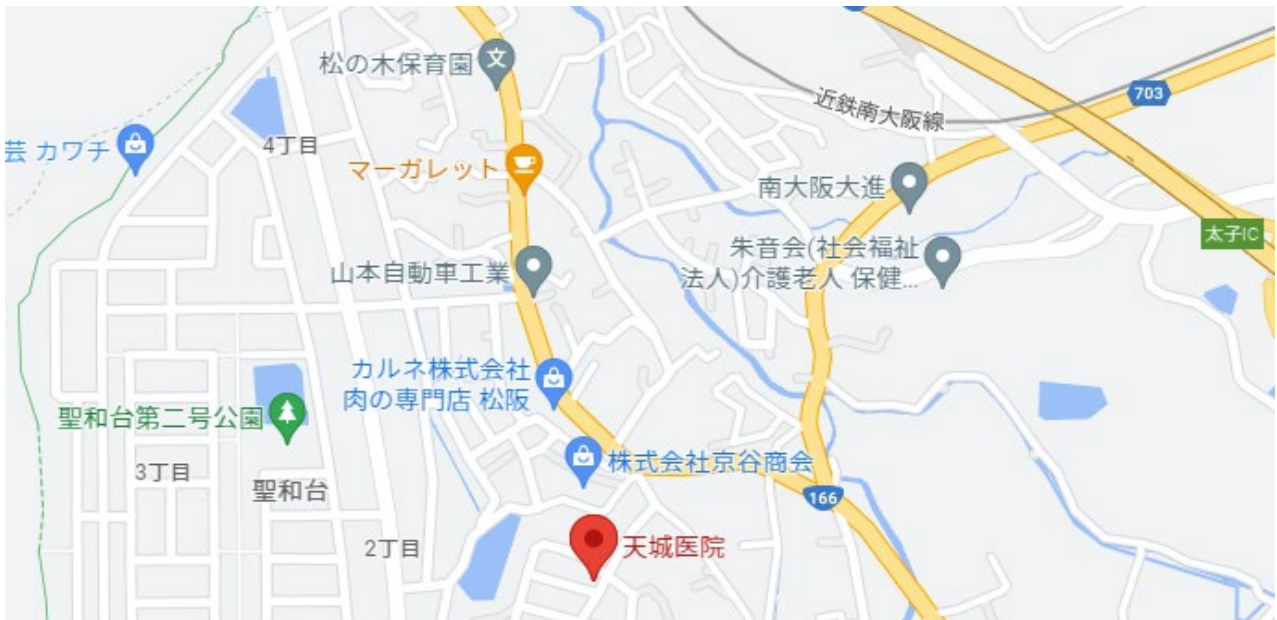 松の木保育園
703
近鉄南大阪線
芸 カワチ
4丁目
マーガレット
南大阪大進
太子IC
朱音会(社会福祉
法人)介護老人 保健...
山本自動車工業
カルネ株式会社
肉の専門店 松阪
聖和台第二号公園
3丁目
株式会社京谷商会
聖和台
166
2丁目
天城医院
文